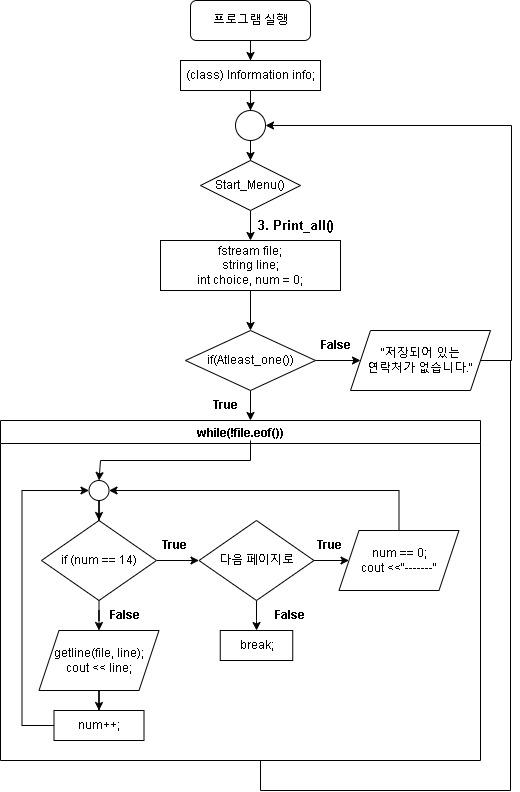 프로그램 실행
(class) Information info;
Start_Menu()
3. Print_all()
fstream file;
string line;
int choice, num = 0;
if(Atleast_one())
False
"저장되어 있는
연락처가 없습니다."
True
while(!file.eof())
if (num == 14)
True
다음 페이지로
True
num == 0;
cout <<"-------"
False
False
getline(file, line);
cout << line;
break;
num++;